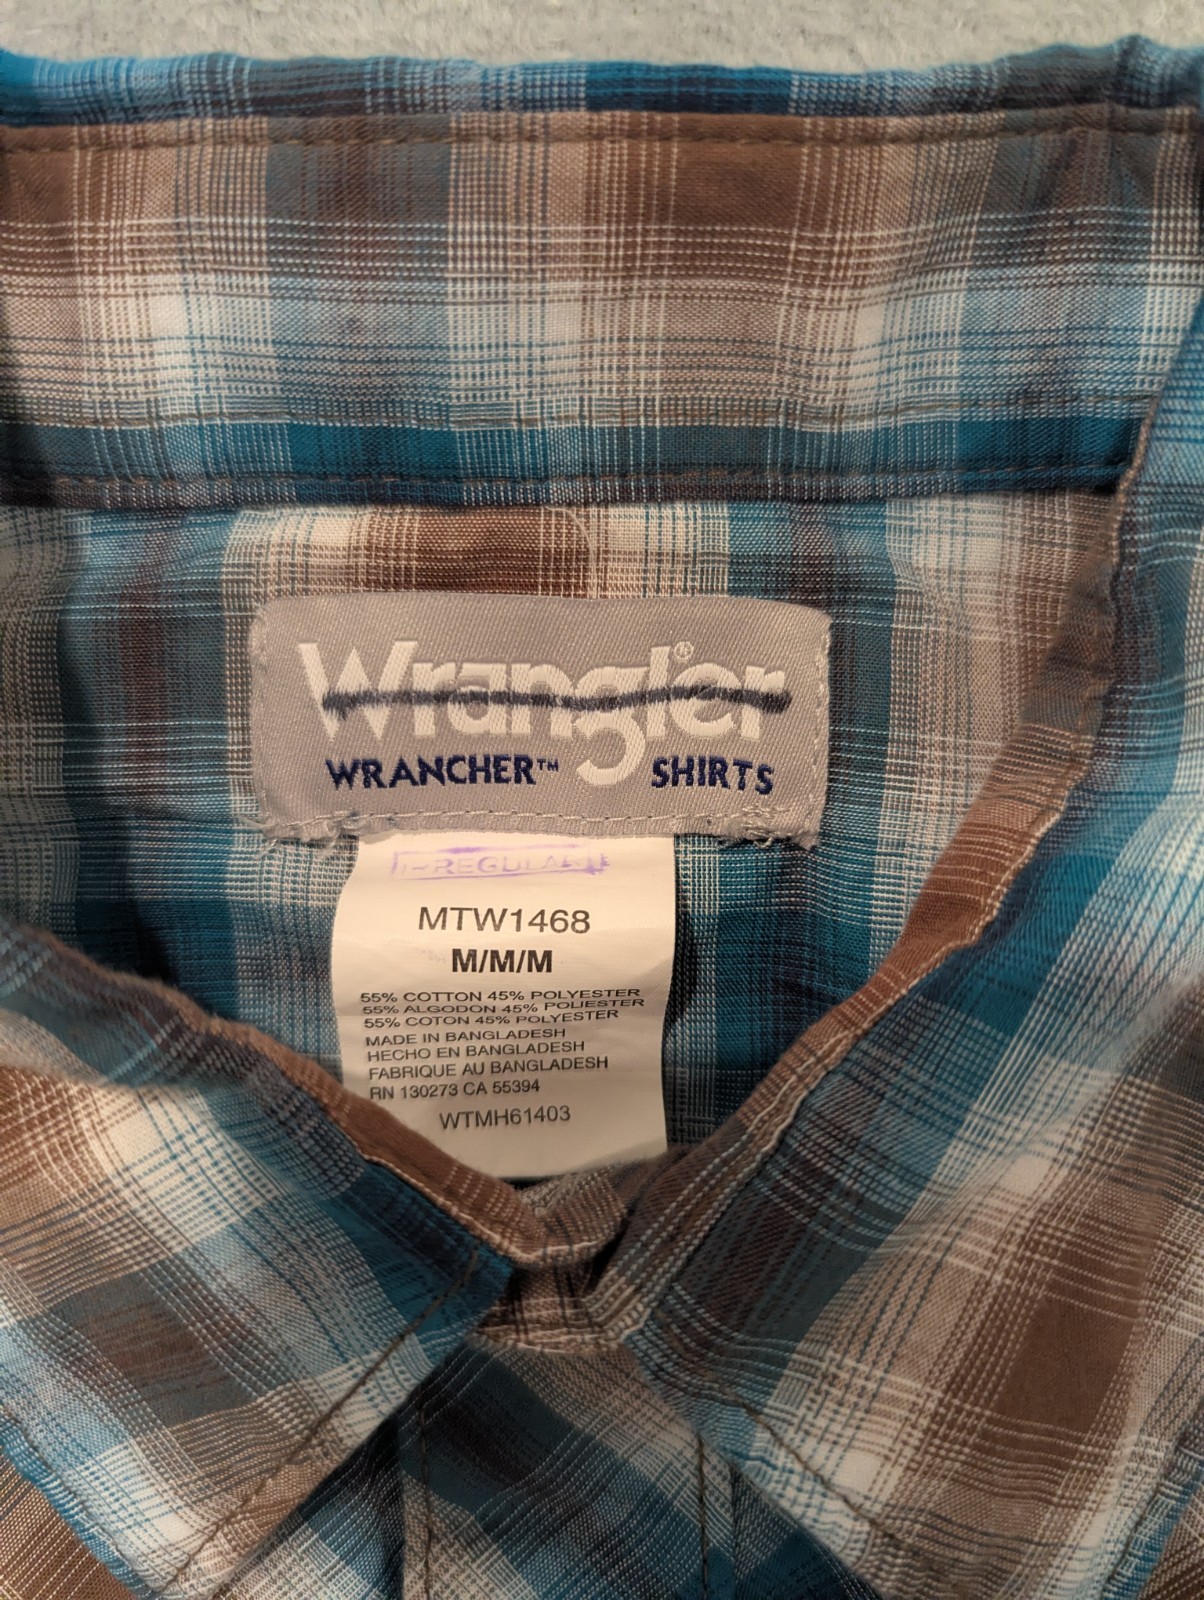 Wrangler®
WRANCHER™ SHIRTS
IRREGULAR
MTW1468
M/M/M
55% COTTON 45% POLYESTER
55% ALGODON 45% POLIESTER
55% COTON 45% POLYESTER
MADE IN BANGLADESH
HECHO EN BANGLADESH
FABRIQUE AU BANGLADESH
RN 130273 CA 55394
WTMH61403